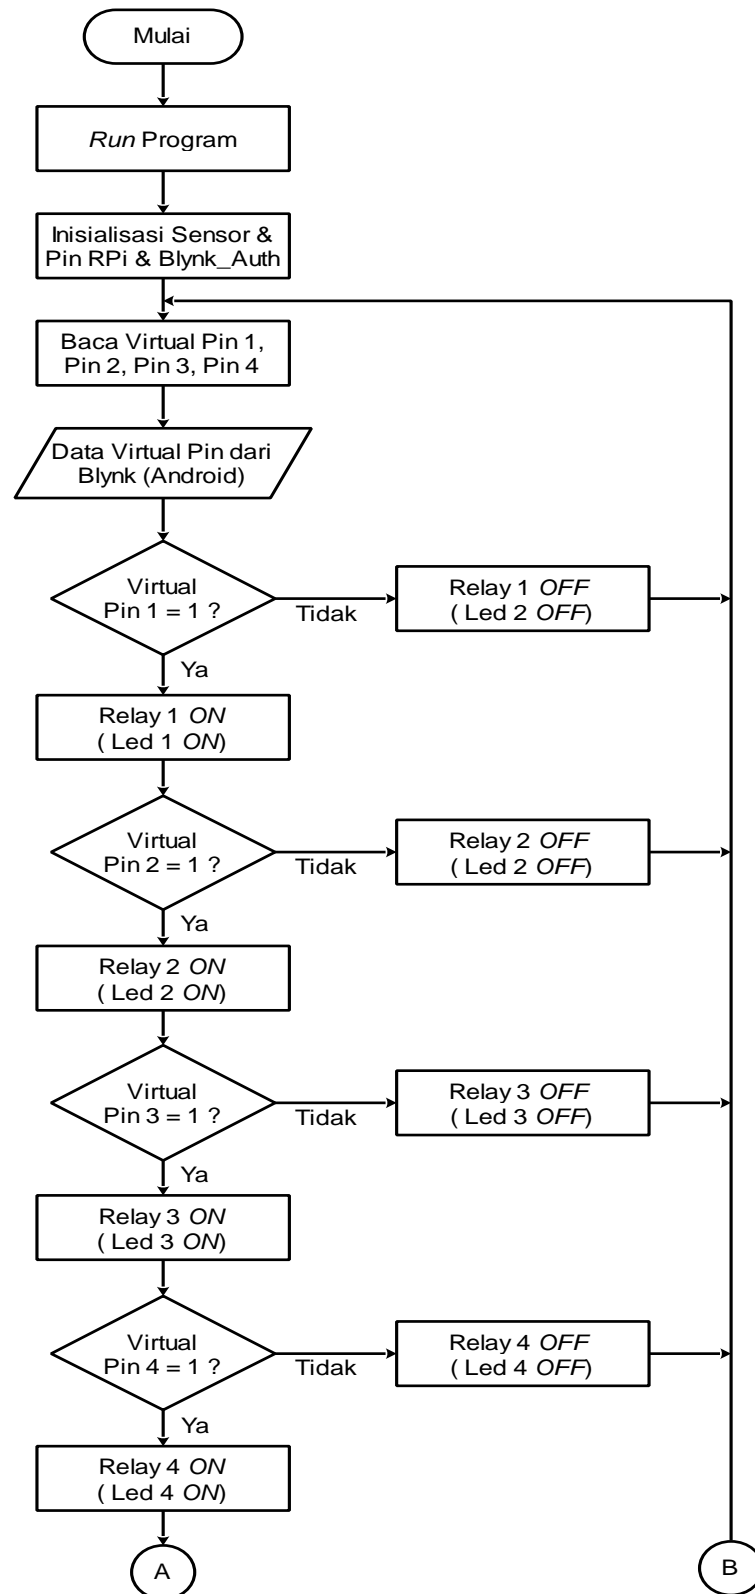 Mulai
Run Program
Inisialisasi Sensor &
Pin RPi & Blynk_Auth
Baca Virtual Pin 1,
Pin 2, Pin 3, Pin 4
Data Virtual Pin dari
Blynk (Android)
Virtual
Pin 1 = 1 ?
Tidak
Relay 1 OFF
( Led 2 OFF)
Ya
Relay 1 ON
( Led 1 ON)
Virtual
Pin 2 = 1 ?
Tidak
Relay 2 OFF
( Led 2 OFF)
Ya
Relay 2 ON
( Led 2 ON)
Virtual
Pin 3 = 1 ?
Tidak
Relay 3 OFF
( Led 3 OFF)
Ya
Relay 3 ON
( Led 3 ON)
Virtual
Pin 4 = 1 ?
Tidak
Relay 4 OFF
( Led 4 OFF)
Ya
Relay 4 ON
( Led 4 ON)
A
B